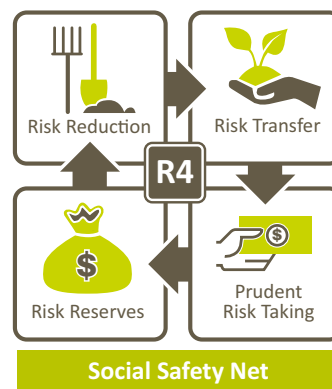 Risk Reduction
Risk Transfer
R4
$
$
Risk Reserves
Prudent
Risk Taking
Social Safety Net